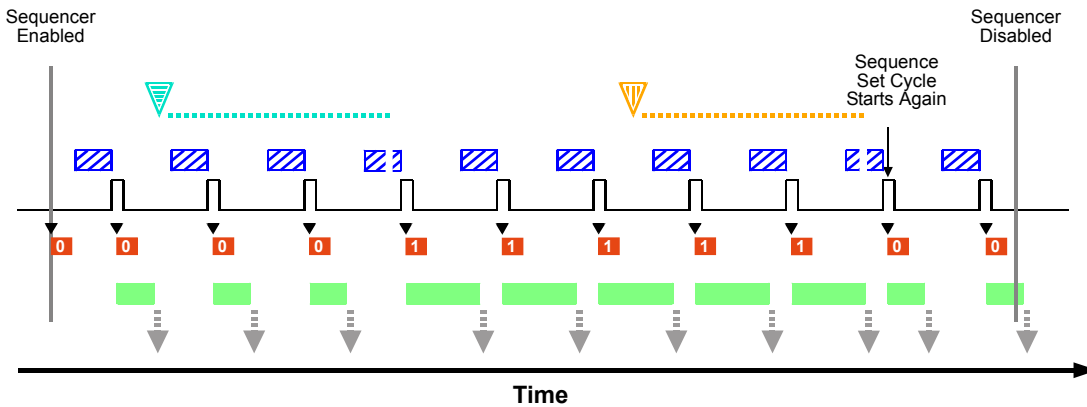 Sequencer
Enabled
Sequencer
Disabled
Sequence
Set Cycle
Starts Again
0 0 0 0 1 1 1 1 1 0 0
Time